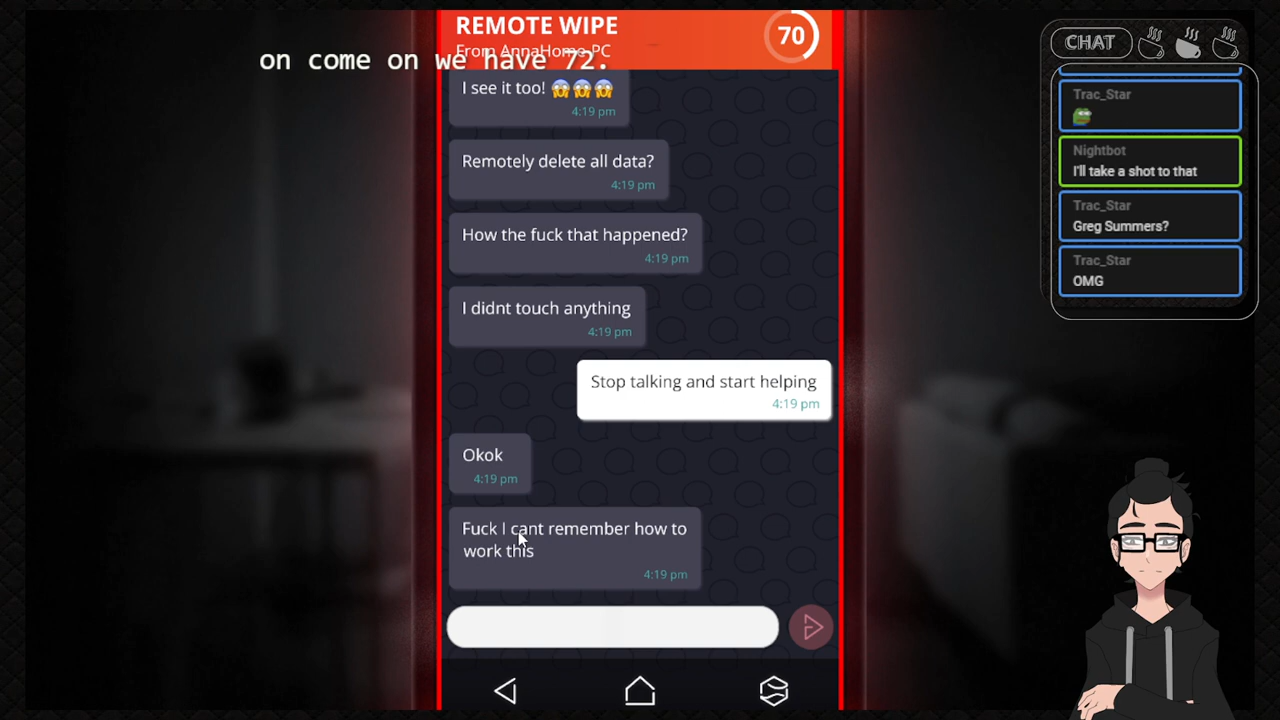 REMOTE WIPE
From AnnaHome-PC
70
on come on we have 72.
I see it too! 😱😱😱
4:19 pm
Remotely delete all data?
4:19 pm
How the fuck that happened?
4:19 pm
I didnt touch anything
4:19 pm
Stop talking and start helping
4:19 pm
Okok
4:19 pm
Fuck I cant remember how to
work this
4:19 pm
CHAT
Trac_Star
Nightbot
I'll take a shot to that
Trac_Star
Greg Summers?
Trac_Star
OMG